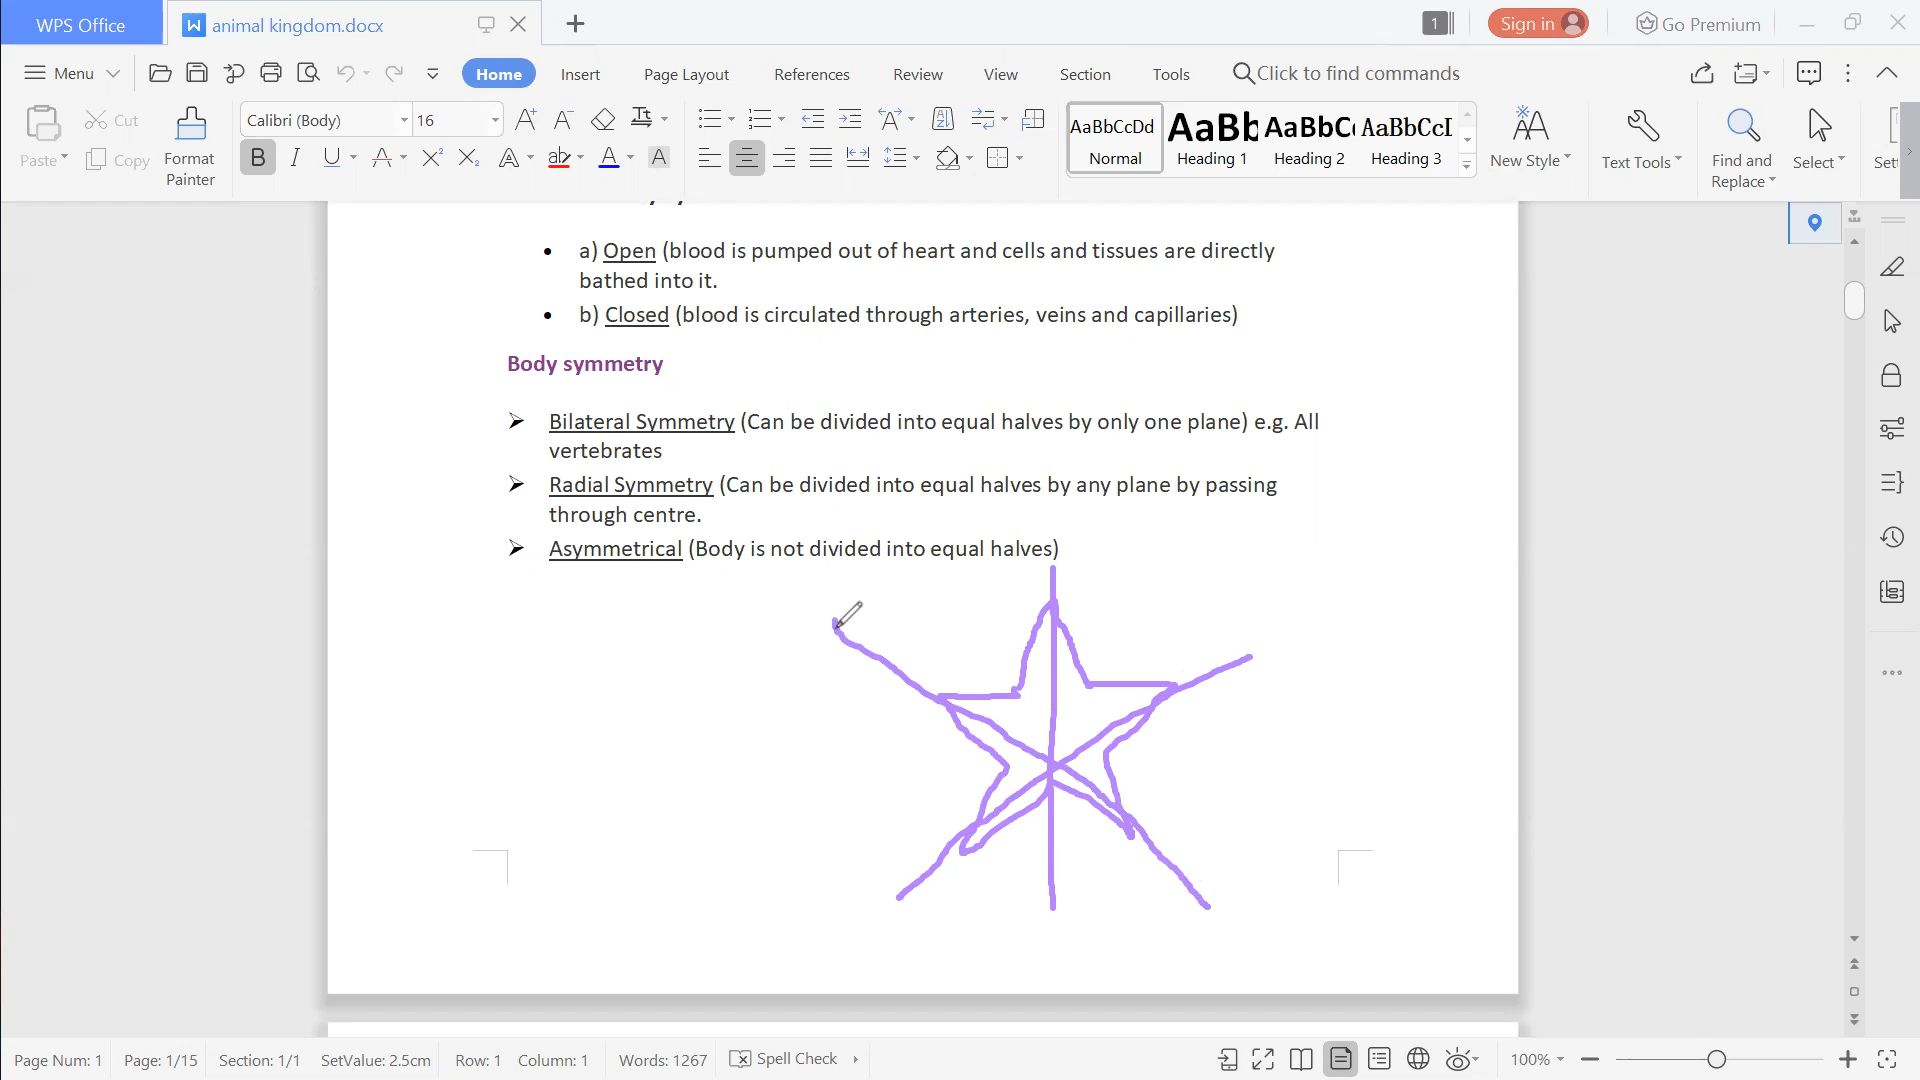 WPS Office
animal kingdom.docx
1
Sign in
Go Premium
Menu
Home
Insert
Page Layout
References
Review
View
Section
Tools
Click to find commands
Paste
Cut
Copy
Format
Painter
Calibri (Body)
16
AaBbCcDd
Normal
AaBb
Heading 1
AaBbC
Heading 2
AaBbCc
Heading 3
New Style
Text Tools
Find and
Replace
Select
Set
• a) Open (blood is pumped out of heart and cells and tissues are directly
bathed into it.
• b) Closed (blood is circulated through arteries, veins and capillaries)
Body symmetry
➢ Bilateral Symmetry (Can be divided into equal halves by only one plane) e.g. All
vertebrates
➢ Radial Symmetry (Can be divided into equal halves by any plane by passing
through centre.
➢ Asymmetrical (Body is not divided into equal halves)
Page Num: 1
Page: 1/15
Section: 1/1
SetValue: 2.5cm
Row: 1
Column: 1
Words: 1267
Spell Check
100%